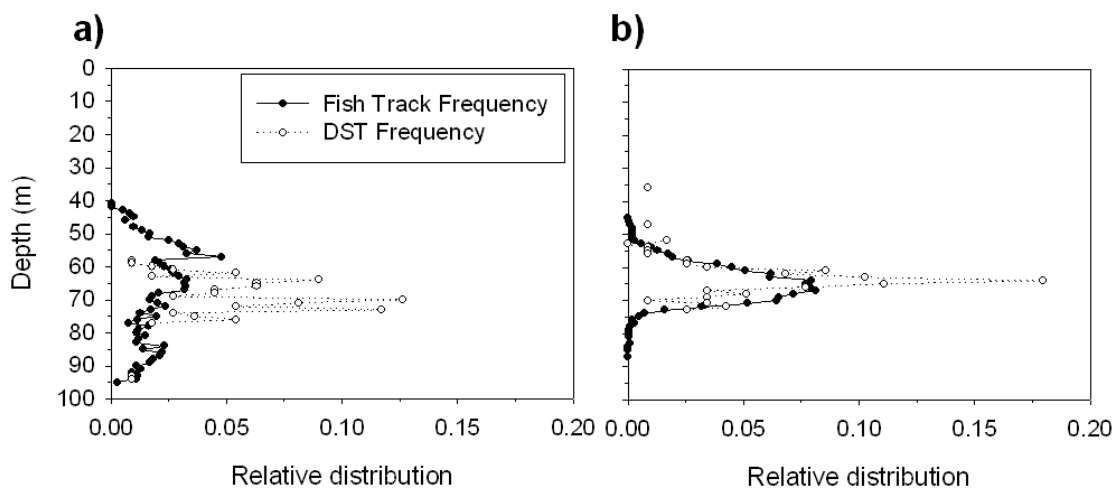 a)
b)
Fish Track Frequency
DST Frequency
Depth (m)
0
10
20
30
40
50
60
70
80
90
100
0.00 0.05 0.10 0.15 0.20
0.00 0.05 0.10 0.15 0.20
Relative distribution
Relative distribution